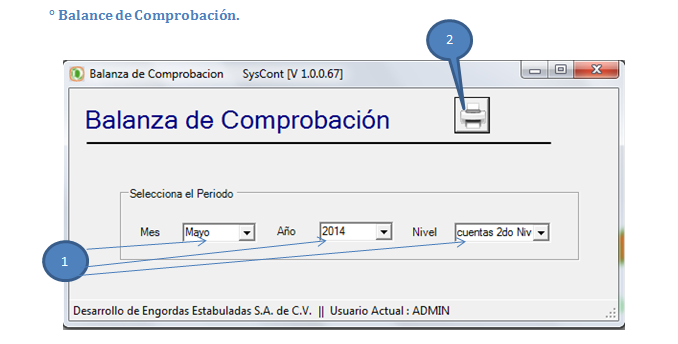 ° Balance de Comprobación.
2
Balanza de Comprobacion SysCont [V 1.0.0.67]
Balanza de Comprobación
Selecciona el Periodo
Mes Mayo Año 2014 Nivel cuentas 2do Niv
1
Desarrollo de Engordas Estabuladas S.A. de C.V. || Usuario Actual : ADMIN